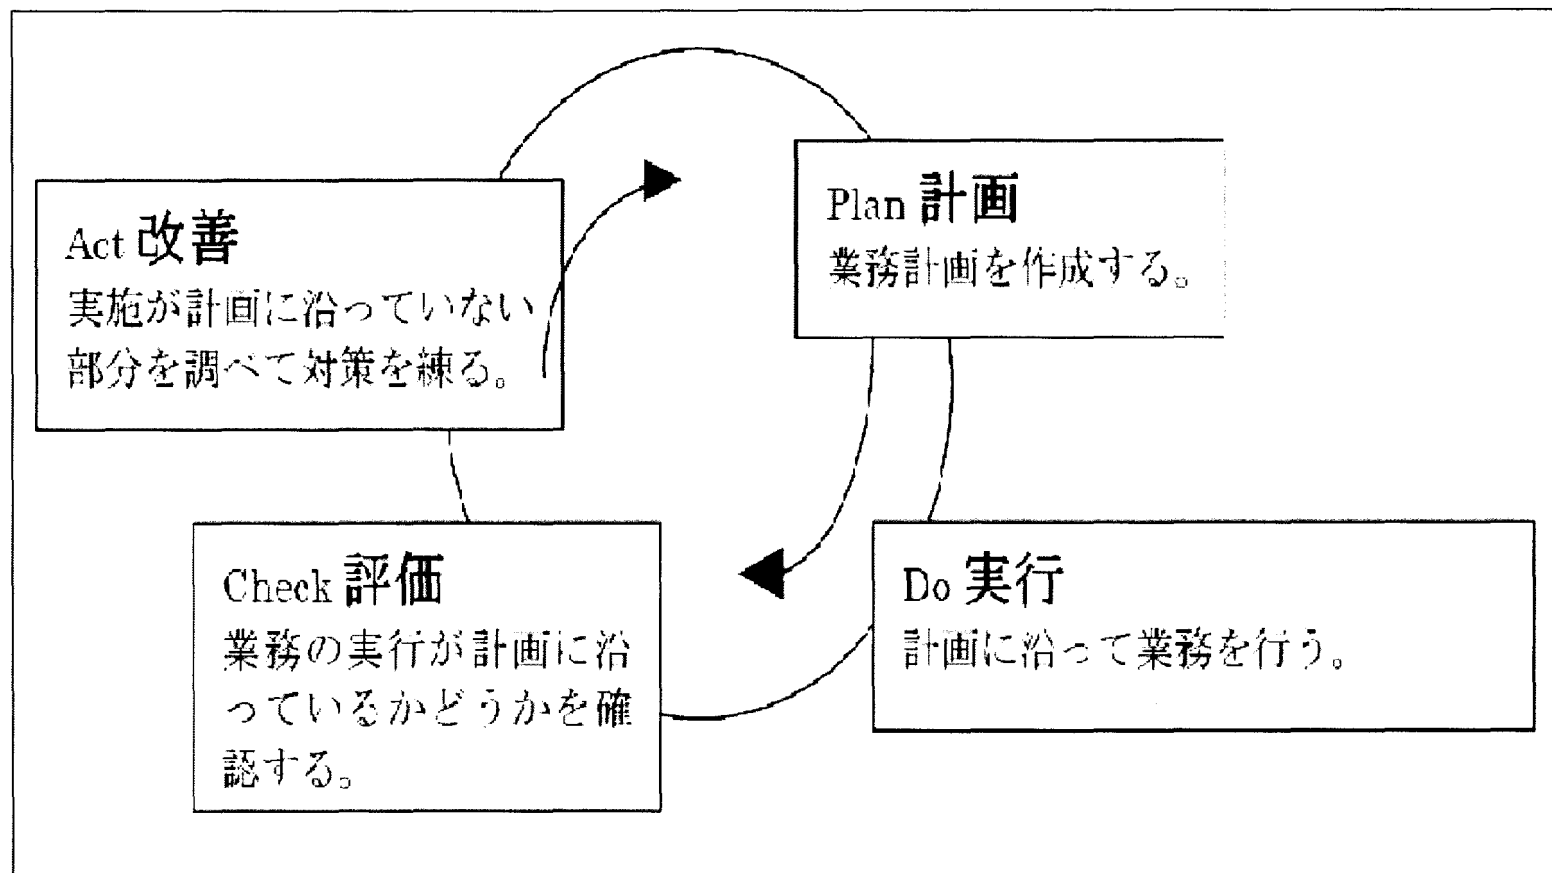 Plan 計画
業務計画を作成する。
Do 実行
計画に沿って業務を行う。
Check 評価
業務の実行が計画に沿
っているかどうかを確
認する。
Act 改善
実施が計画に沿っていない
部分を調べて対策を練る。